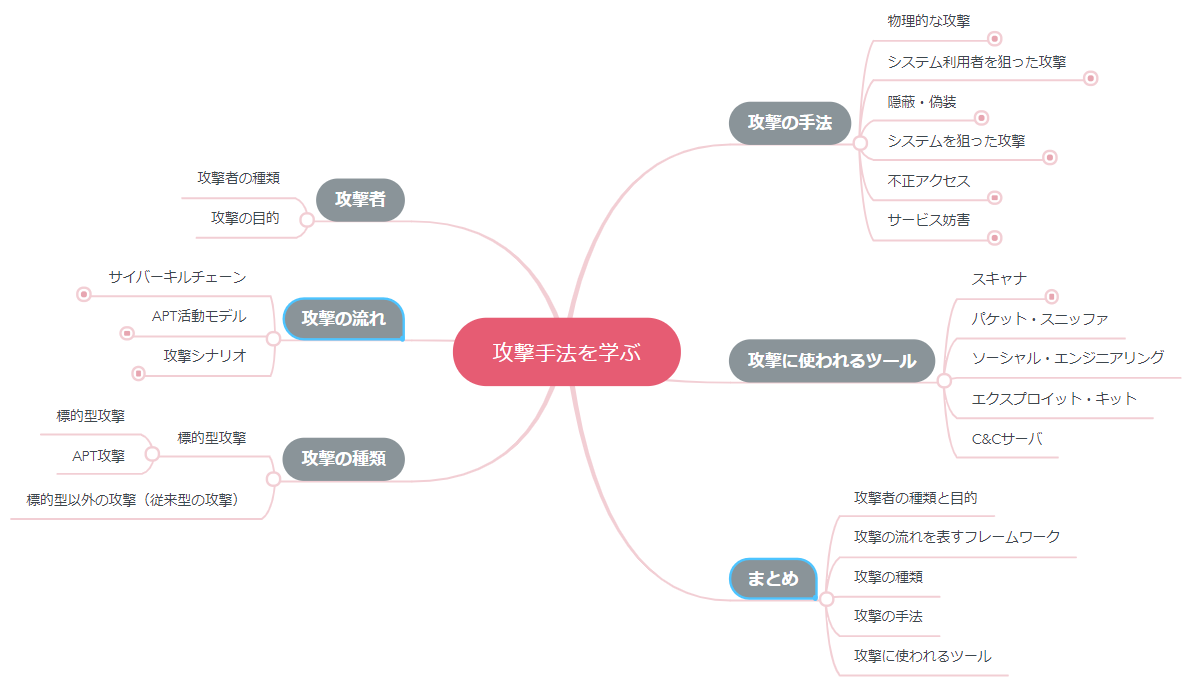 攻撃手法を学ぶ
攻撃者
攻撃者の種類
攻撃の目的
攻撃の流れ
サイバーキルチェーン
APT活動モデル
攻撃シナリオ
攻撃の種類
標的型攻撃
標的型攻撃
APT攻撃
標的型以外の攻撃（従来型の攻撃）
攻撃の手法
物理的な攻撃
システム利用者を狙った攻撃
隠蔽・偽装
システムを狙った攻撃
不正アクセス
サービス妨害
攻撃に使われるツール
スキャナ
パケット・スニッファ
ソーシャル・エンジニアリング
エクスプロイット・キット
C&Cサーバ
まとめ
攻撃者の種類と目的
攻撃の流れを表すフレームワーク
攻撃の種類
攻撃の手法
攻撃に使われるツール